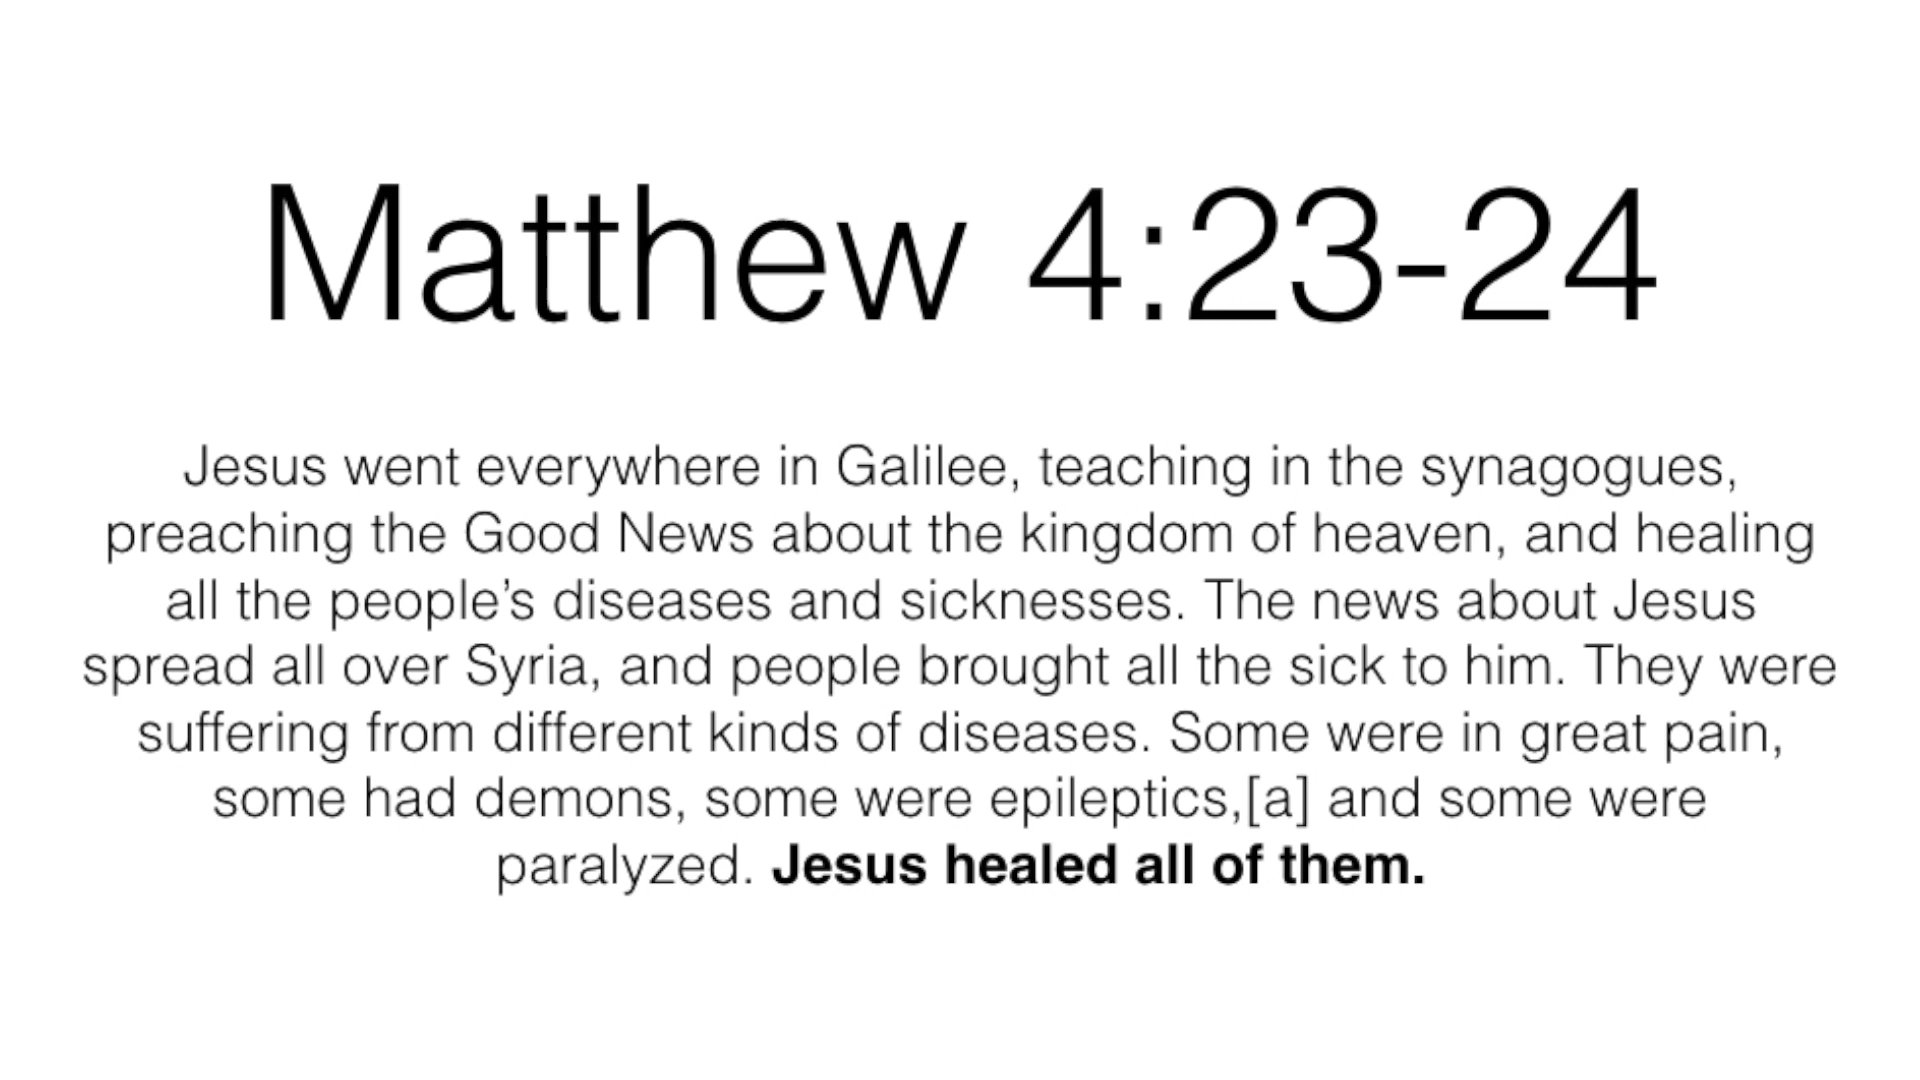 Matthew 4:23-24
Jesus went everywhere in Galilee, teaching in the synagogues,
preaching the Good News about the kingdom of heaven, and healing
all the people’s diseases and sicknesses. The news about Jesus
spread all over Syria, and people brought all the sick to him. They were
suffering from different kinds of diseases. Some were in great pain,
some had demons, some were epileptics,[a] and some were
paralyzed. Jesus healed all of them.